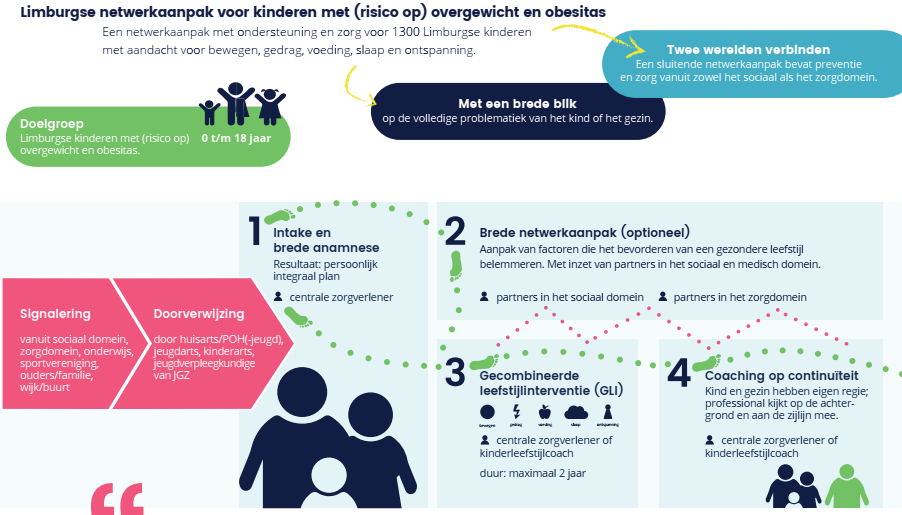 Limburgse netwerkaanpak voor kinderen met (risico op) overgewicht en obesitas
Een netwerkaanpak met ondersteuning en zorg voor 1300 Limburgse kinderen
met aandacht voor bewegen, gedrag, voeding, slaap en ontspanning.
Twee werelden verbinden
Een sluitende netwerkaanpak bevat preventie
en zorg vanuit zowel het sociaal als het zorgdomein.
Met een brede blik
op de volledige problematiek van het kind of het gezin.
Doelgroep
Limburgse kinderen met (risico op)
overgewicht en obesitas.
0 t/m 18 jaar
Signalering
vanuit sociaal domein,
zorgdomein, onderwijs,
sportvereniging,
ouders/familie,
wijk/buurt
Doorverwijzing
door huisarts/POH(-jeugd),
jeugdarts, kinderarts,
jeugdverpleegkundige
van JGZ
1
Intake en
brede anamnese
Resultaat: persoonlijk
integraal plan
centrale zorgverlener
2
Brede netwerkaanpak (optioneel)
Aanpak van factoren die het bevorderen van een gezondere leefstijl
belemmeren. Met inzet van partners in het sociaal en medisch domein.
partners in het sociaal domein
partners in het zorgdomein
3
Gecombineerde
leefstijlinterventie (GLI)
bewegen gedrag voeding slaap ontspanning
centrale zorgverlener of
kinderleefstijlcoach
duur: maximaal 2 jaar
4
Coaching op continuïteit
Kind en gezin hebben eigen regie;
professional kijkt op de achter-
grond en aan de zijlijn mee.
centrale zorgverlener of
kinderleefstijlcoach
“